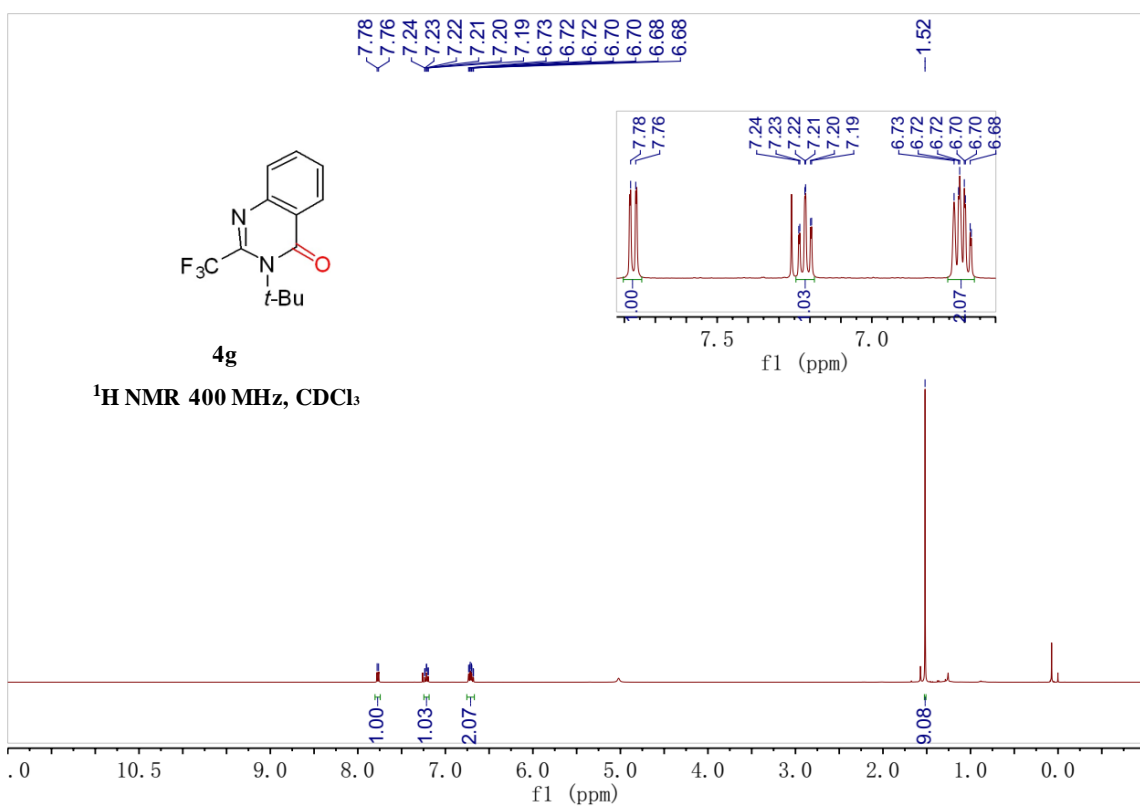 7.78 7.76 7.24 7.23 7.22 7.21 7.20 7.19 6.73 6.72 6.72 6.70 6.70 6.68 6.68 1.52
7.78 7.76 7.24 7.23 7.22 7.21 7.20 7.19 6.73 6.72 6.72 6.70 6.70 6.68
1.00 1.03 2.07
7.5 7.0
f1 (ppm)
N
F3C N O
t-Bu
4g
1H NMR 400 MHz, CDCl3
1.00 1.03 2.07 9.08
.0 10.5 9.0 8.0 7.0 6.0 5.0 4.0 3.0 2.0 1.0 0.0
f1 (ppm)